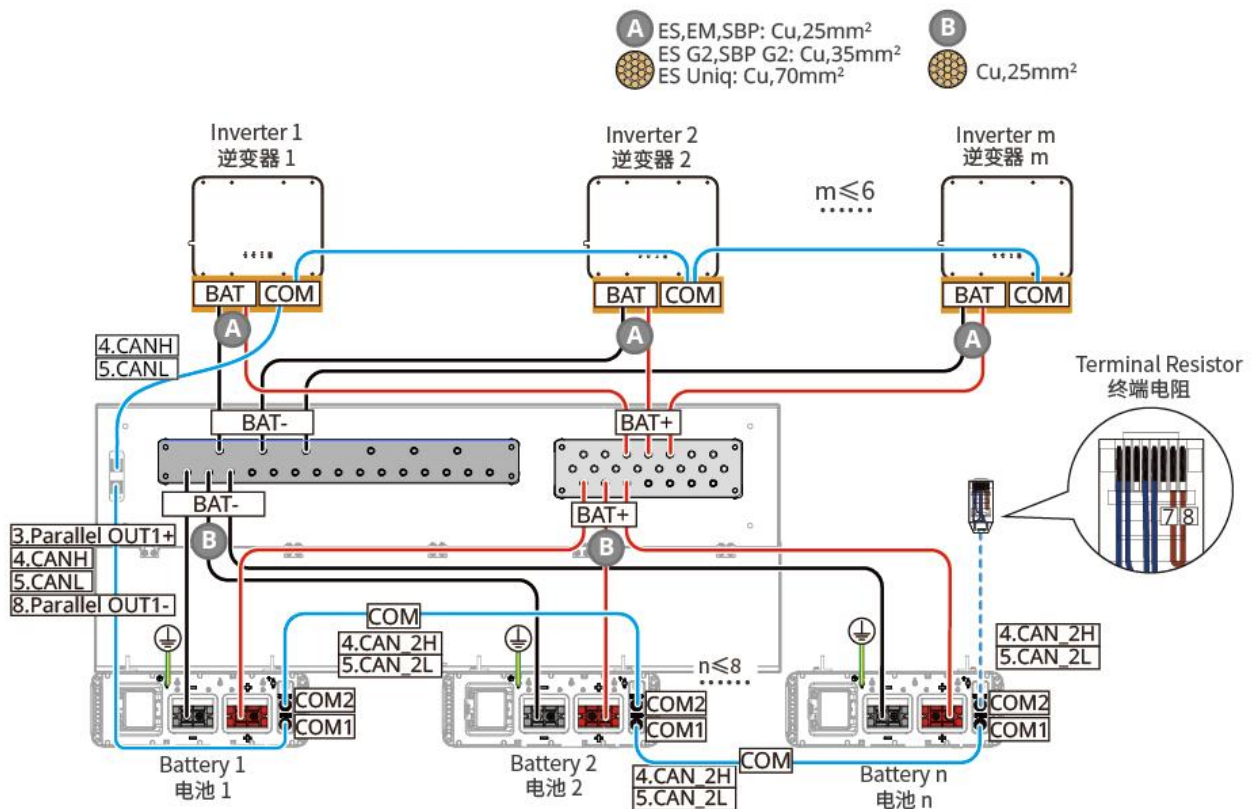 A
ES,EM,SBP: Cu,25mm²
ES G2,SBP G2: Cu,35mm²
ES Uniq: Cu,70mm²
B
Cu,25mm²
Inverter 1
逆变器 1
Inverter 2
逆变器 2
Inverter m
逆变器 m
m≤6
BAT
COM
BAT
COM
BAT
COM
A
A
A
4.CANH
5.CANL
Terminal Resistor
终端电阻
7 8
BAT-
BAT+
BAT-
BAT+
B
B
3.Parallel OUT1+
4.CANH
5.CANL
8.Parallel OUT1-
COM
4.CAN_2H
5.CAN_2L
n≤8
4.CAN_2H
5.CAN_2L
COM2
COM1
COM2
COM1
COM2
COM1
Battery 1
电池 1
Battery 2
电池 2
COM
4.CAN_2H
5.CAN_2L
Battery n
电池 n